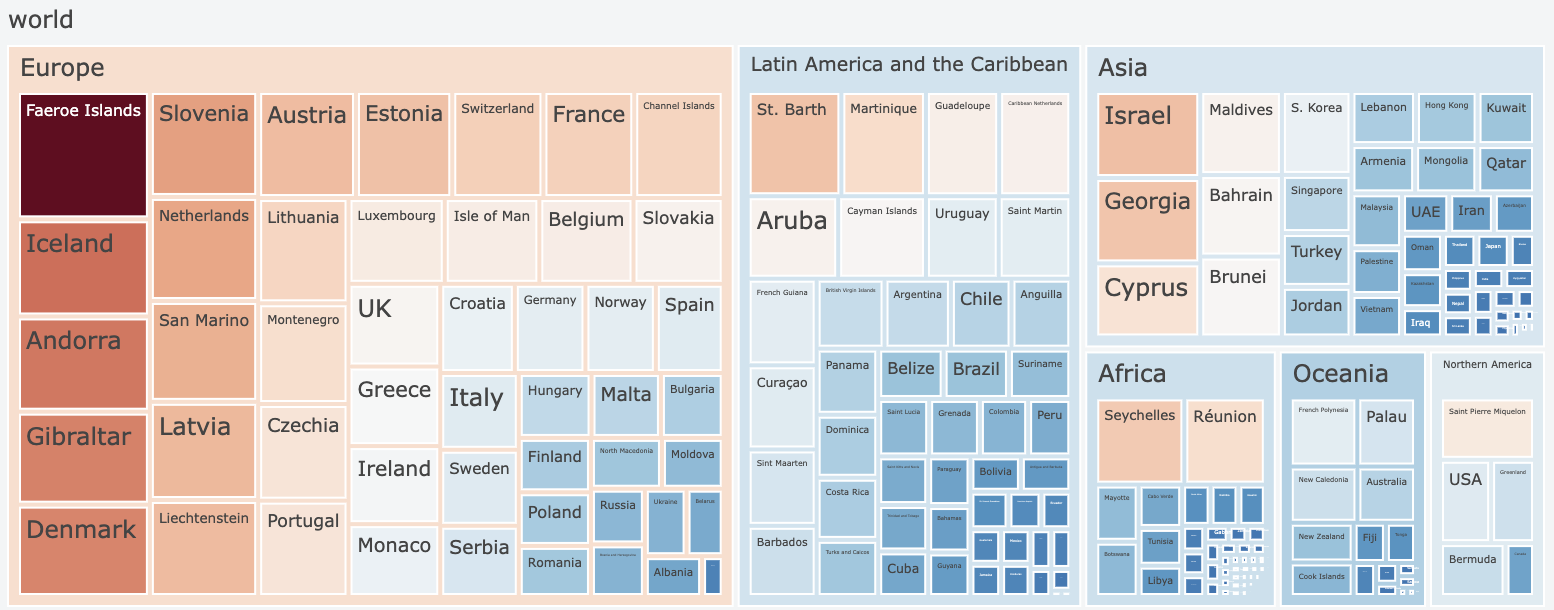 world
Europe
Faeroe Islands
Iceland
Andorra
Gibraltar
Denmark
Slovenia
Netherlands
San Marino
Latvia
Liechtenstein
Austria
Lithuania
Montenegro
Czechia
Portugal
Estonia
Switzerland
France
Channel Islands
Luxembourg
Isle of Man
Belgium
Slovakia
UK
Greece
Ireland
Monaco
Croatia
Germany
Norway
Spain
Italy
Sweden
Serbia
Hungary
Malta
Bulgaria
Finland
North Macedonia
Moldova
Poland
Romania
Russia
Ukraine
Belarus
Bosnia and Herzegovina
Albania
Latin America and the Caribbean
St. Barth
Martinique
Guadeloupe
Caribbean Netherlands
Aruba
Cayman Islands
Uruguay
Saint Martin
French Guiana
Curaçao
Sint Maarten
Barbados
British Virgin Islands
Argentina
Chile
Anguilla
Panama
Dominica
Costa Rica
Turks and Caicos
Belize
Brazil
Suriname
Saint Lucia
Grenada
Colombia
Peru
Saint Kitts and Nevis
Paraguay
Bolivia
Antigua and Barbuda
Trinidad and Tobago
Bahamas
Cuba
Guyana
Asia
Israel
Georgia
Cyprus
Maldives
Bahrain
Brunei
S. Korea
Singapore
Turkey
Jordan
Lebanon
Hong Kong
Kuwait
Armenia
Mongolia
Qatar
Malaysia
Palestine
Vietnam
UAE
Iran
Azerbaijan
Oman
Thailand
Japan
Kazakhstan
Iraq
Nepal
Africa
Seychelles
Réunion
Mayotte
Botswana
Cabo Verde
Tunisia
Libya
Oceania
French Polynesia
Palau
New Caledonia
Australia
New Zealand
Fiji
Tonga
Cook Islands
Northern America
Saint Pierre Miquelon
USA
Greenland
Bermuda
Canada